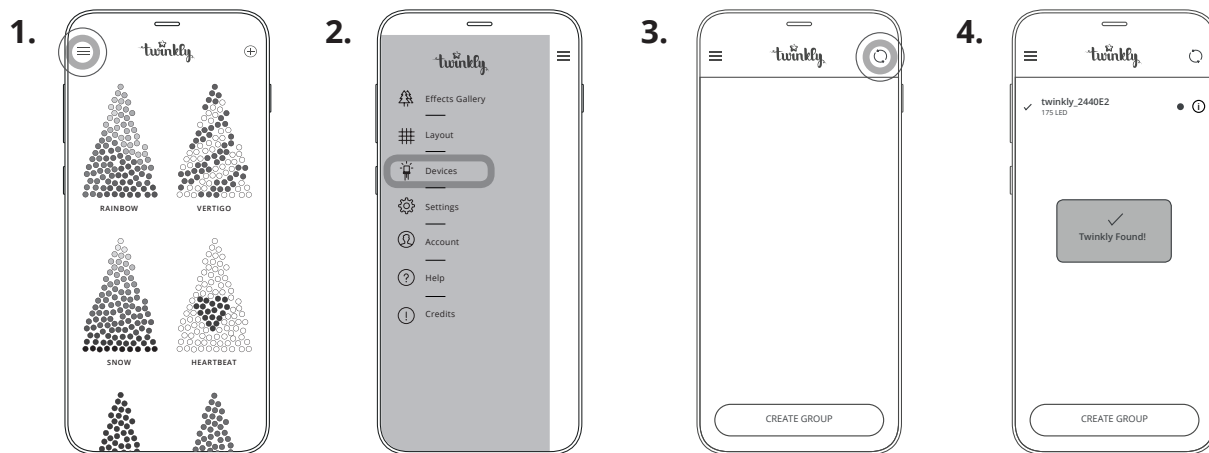 1.
twinkly
RAINBOW
VERTIGO
SNOW
HEARTBEAT
2.
twinkly
Effects Gallery
Layout
Devices
Settings
Account
Help
Credits
3.
twinkly
CREATE GROUP
4.
twinkly
twinkly_2440E2
175 LED
Twinkly Found!
CREATE GROUP